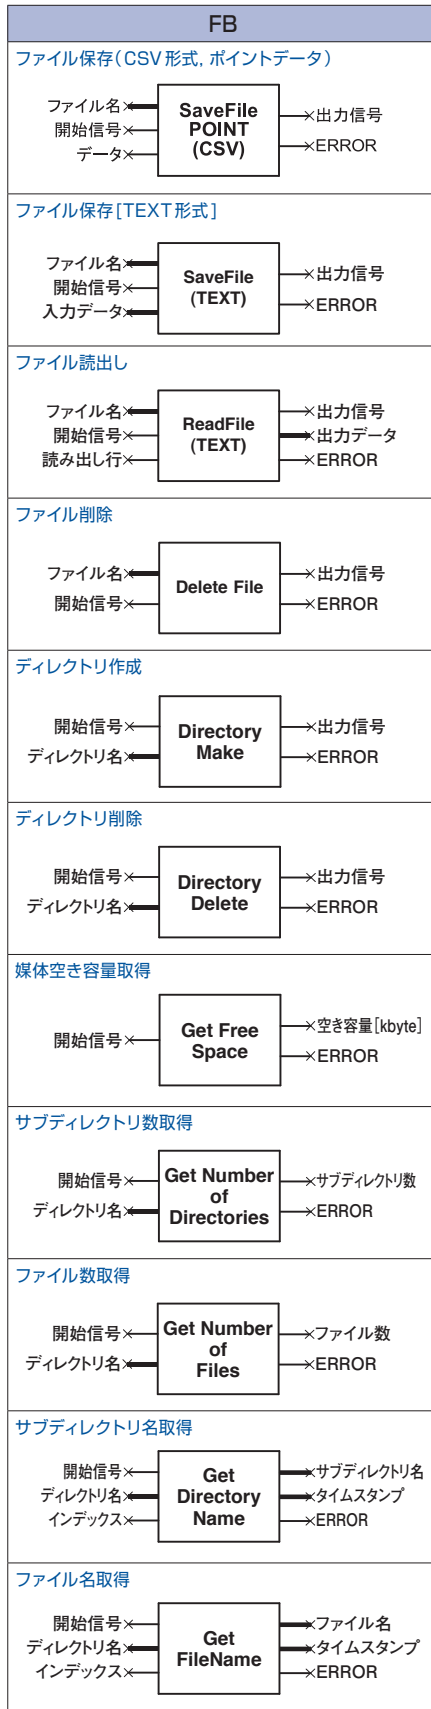 FB
ファイル保存(CSV形式, ポイントデータ)
ファイル名
開始信号
データ
SaveFile
POINT
(CSV)
出力信号
ERROR
ファイル保存[TEXT形式]
ファイル名
開始信号
入力データ
SaveFile
(TEXT)
出力信号
ERROR
ファイル読出し
ファイル名
開始信号
読み出し行
ReadFile
(TEXT)
出力信号
出力データ
ERROR
ファイル削除
ファイル名
開始信号
Delete File
出力信号
ERROR
ディレクトリ作成
開始信号
ディレクトリ名
Directory
Make
出力信号
ERROR
ディレクトリ削除
開始信号
ディレクトリ名
Directory
Delete
出力信号
ERROR
媒体空き容量取得
開始信号
Get Free
Space
空き容量[kbyte]
ERROR
サブディレクトリ数取得
開始信号
ディレクトリ名
Get Number
of
Directories
サブディレクトリ数
ERROR
ファイル数取得
開始信号
ディレクトリ名
Get Number
of
Files
ファイル数
ERROR
サブディレクトリ名取得
開始信号
ディレクトリ名
インデックス
Get
Directory
Name
サブディレクトリ名
タイムスタンプ
ERROR
ファイル名取得
開始信号
ディレクトリ名
インデックス
Get
FileName
ファイル名
タイムスタンプ
ERROR